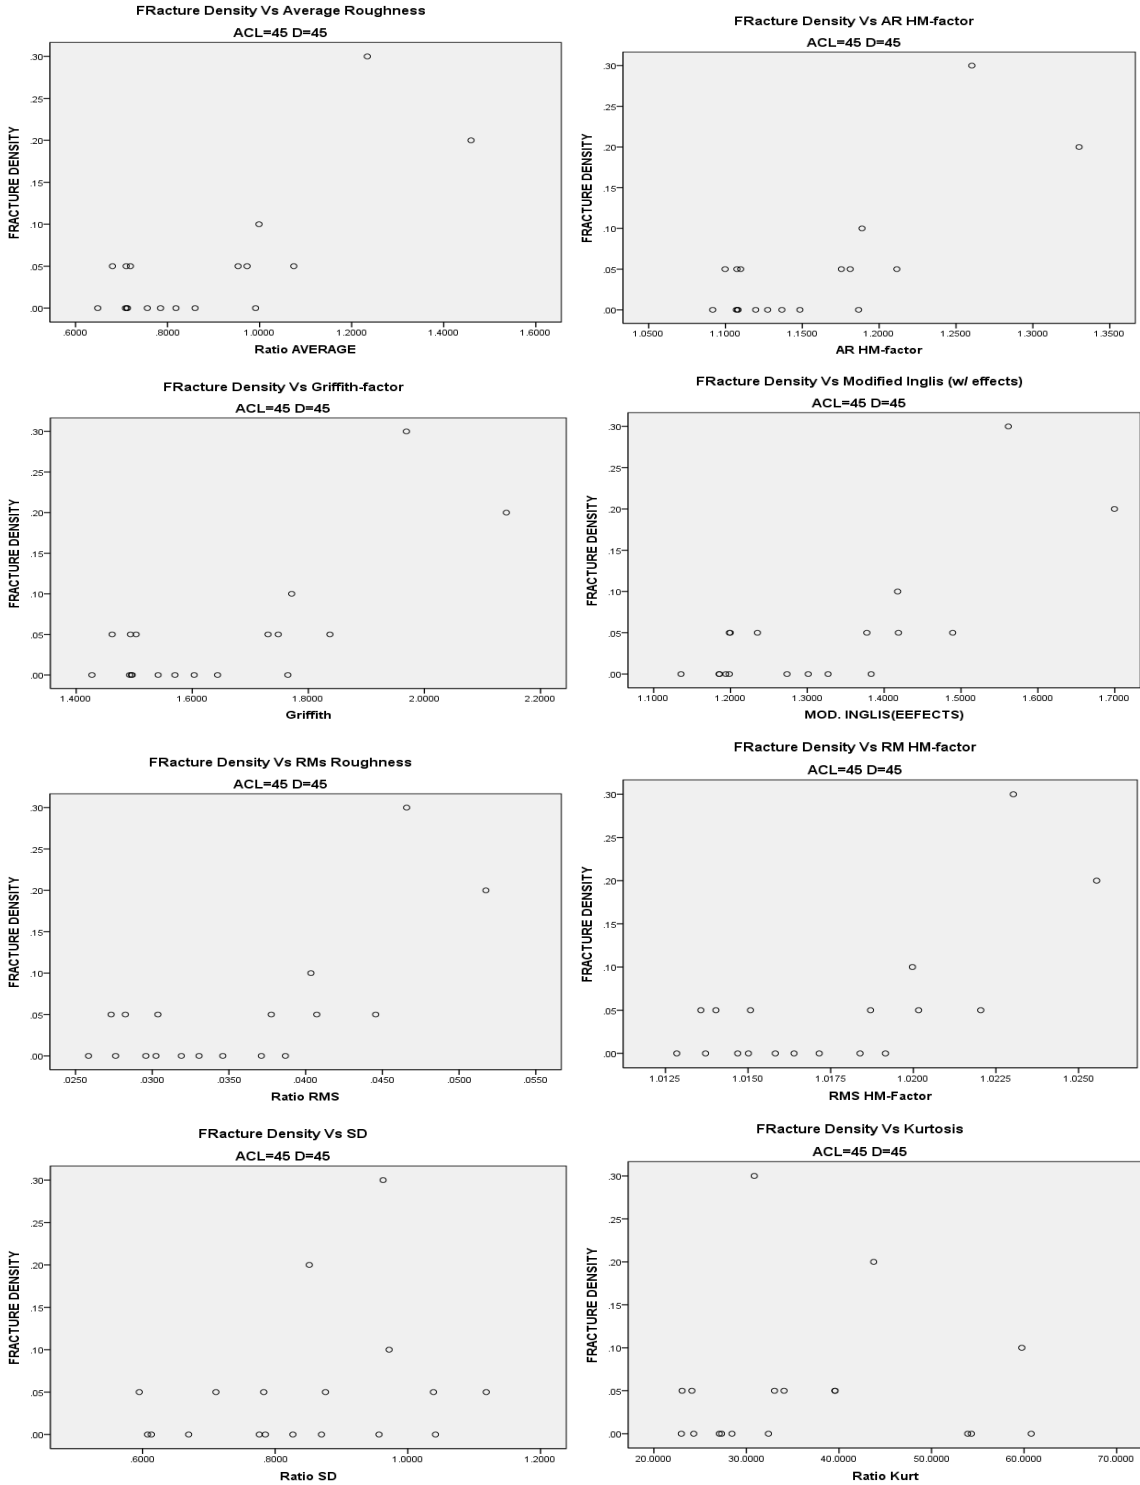 FRacture Density Vs Average Roughness
ACL=45 D=45
.30
.25
.20
.15
.10
.05
.00
FRACTURE DENSITY
.6000 .8000 1.0000 1.2000 1.4000 1.6000
Ratio AVERAGE
FRacture Density Vs AR HM-factor
ACL=45 D=45
.30
.25
.20
.15
.10
.05
.00
FRACTURE DENSITY
1.0500 1.1000 1.1500 1.2000 1.2500 1.3000 1.3500
AR HM-factor
FRacture Density Vs Griffith-factor
ACL=45 D=45
.30
.25
.20
.15
.10
.05
.00
FRACTURE DENSITY
1.4000 1.6000 1.8000 2.0000 2.2000
Griffith
FRacture Density Vs Modified Inglis (w/ effects)
ACL=45 D=45
.30
.25
.20
.15
.10
.05
.00
FRACTURE DENSITY
1.1000 1.2000 1.3000 1.4000 1.5000 1.6000 1.7000
MOD. INGLIS(EEFECTS)
FRacture Density Vs RMs Roughness
ACL=45 D=45
.30
.25
.20
.15
.10
.05
.00
FRACTURE DENSITY
.0250 .0300 .0350 .0400 .0450 .0500 .0550
Ratio RMS
FRacture Density Vs RM HM-factor
ACL=45 D=45
.30
.25
.20
.15
.10
.05
.00
FRACTURE DENSITY
1.0125 1.0150 1.0175 1.0200 1.0225 1.0250
RMS HM-Factor
FRacture Density Vs SD
ACL=45 D=45
.30
.25
.20
.15
.10
.05
.00
FRACTURE DENSITY
.6000 .8000 1.0000 1.2000
Ratio SD
FRacture Density Vs Kurtosis
ACL=45 D=45
.30
.25
.20
.15
.10
.05
.00
FRACTURE DENSITY
20.0000 30.0000 40.0000 50.0000 60.0000 70.0000
Ratio Kurt